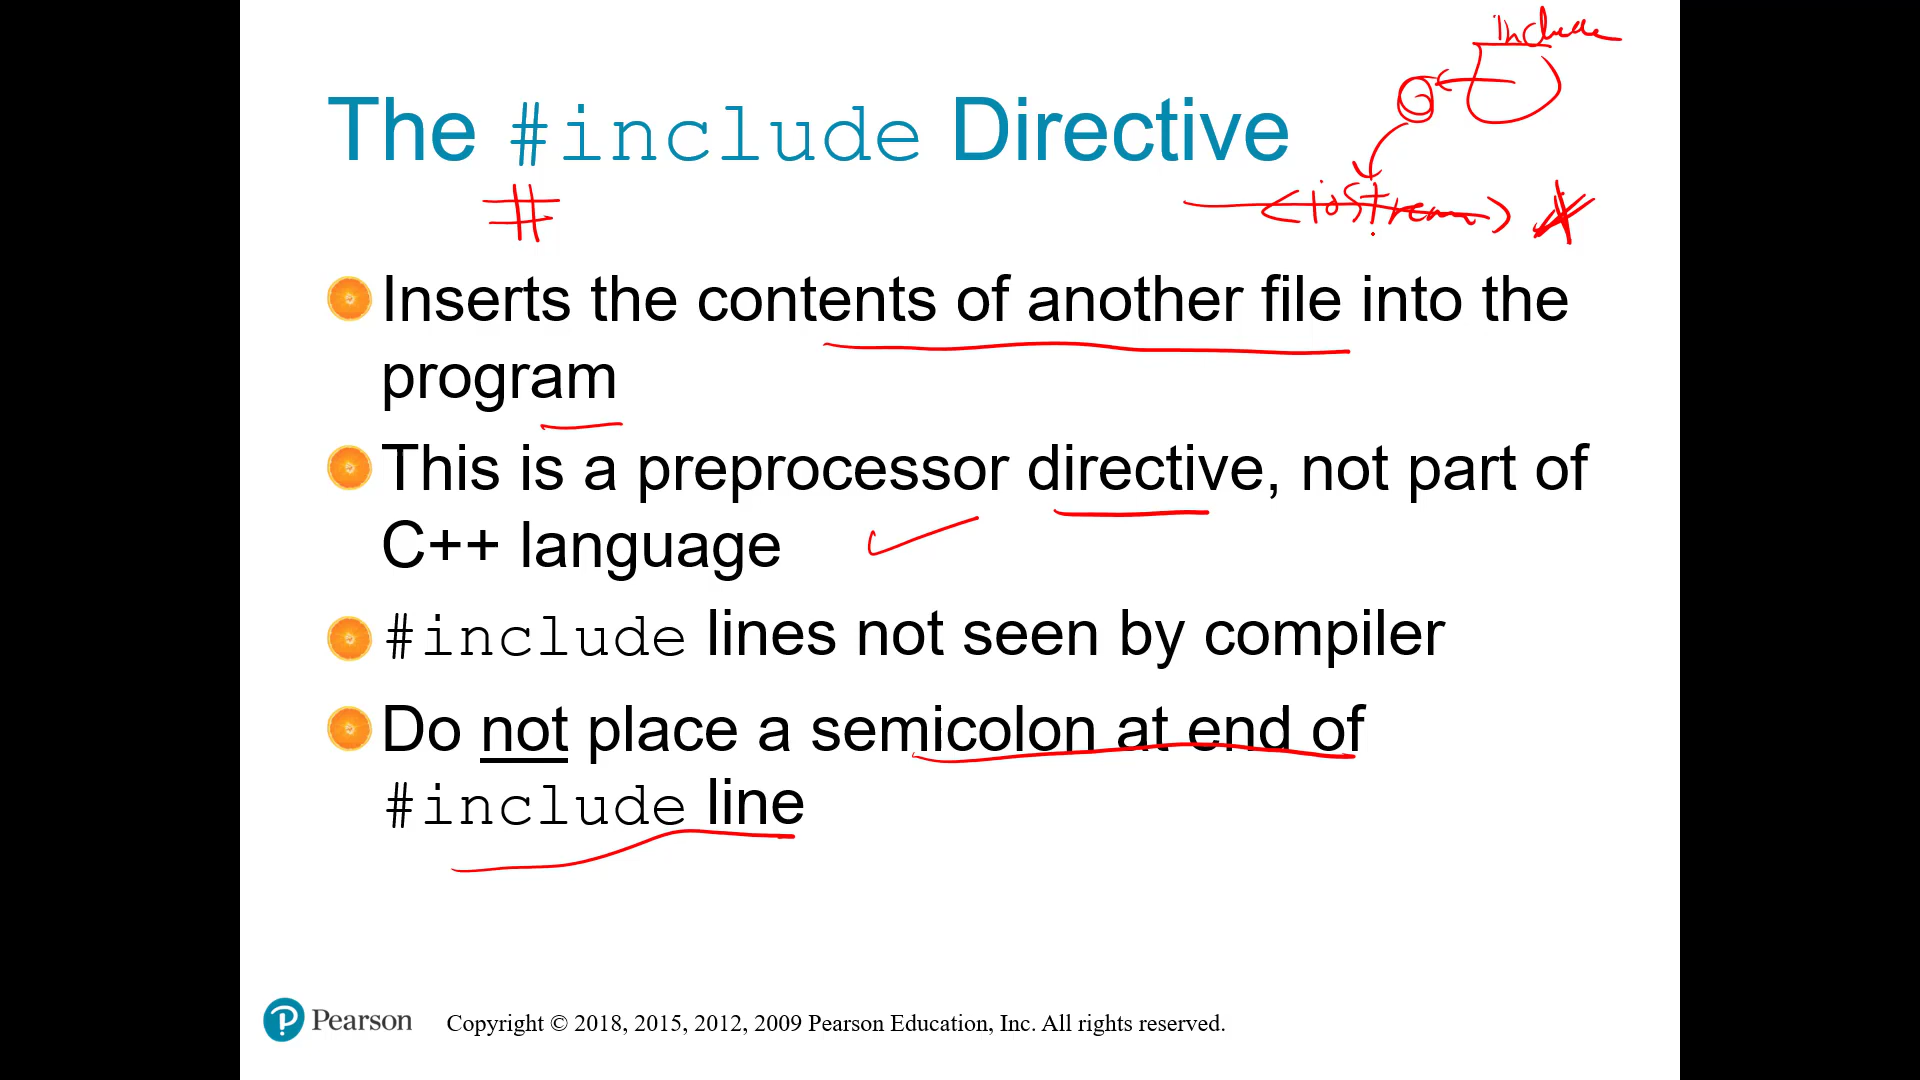 include
The #include Directive
#
<iostream>
Inserts the contents of another file into the
program
This is a preprocessor directive, not part of
C++ language
#include lines not seen by compiler
Do not place a semicolon at end of
#include line
Pearson
Copyright © 2018, 2015, 2012, 2009 Pearson Education, Inc. All rights reserved.